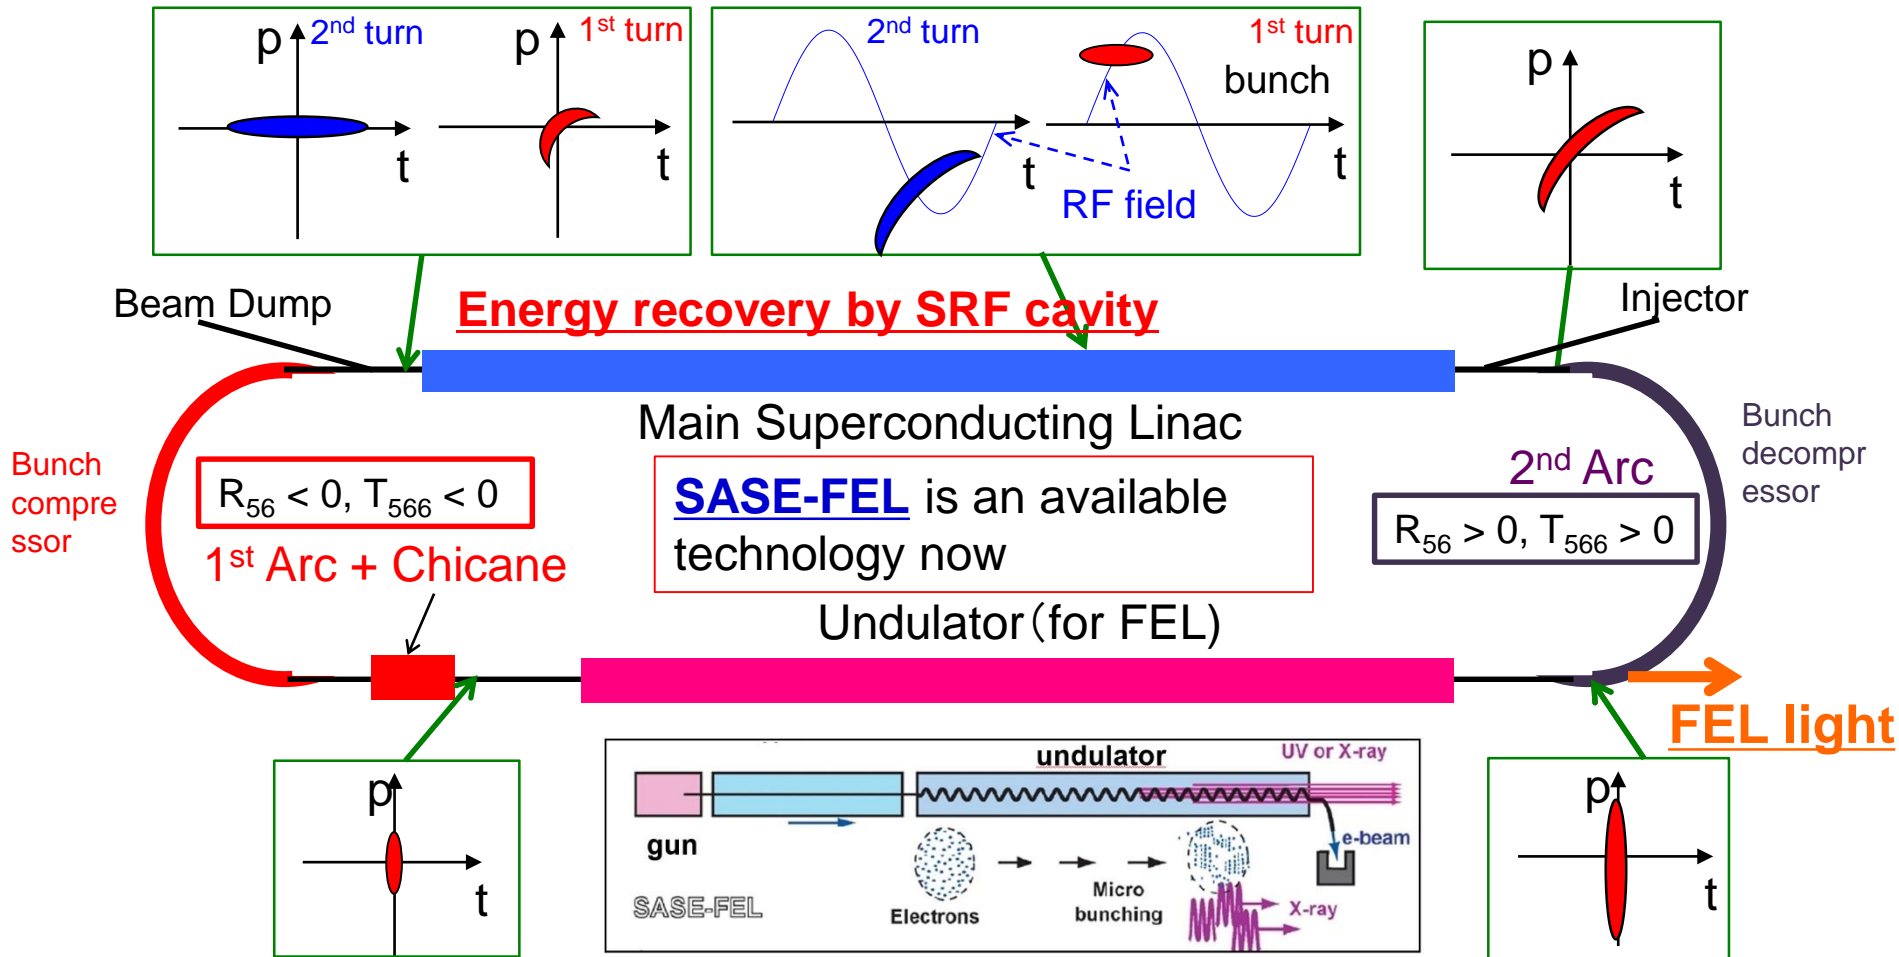 p
2nd turn
t
p
1st turn
t
2nd turn
t
1st turn
bunch
t
RF field
p
t
Beam Dump
Energy recovery by SRF cavity
Injector
Main Superconducting Linac
Bunch
compre
ssor
R56 < 0, T566 < 0
1st Arc + Chicane
SASE-FEL is an available
technology now
Bunch
decompr
essor
2nd Arc
R56 > 0, T566 > 0
Undulator（for FEL)
FEL light
p
t
undulator
UV or X-ray
gun
e-beam
SASE-FEL
Electrons
Micro
bunching
X-ray
p
t